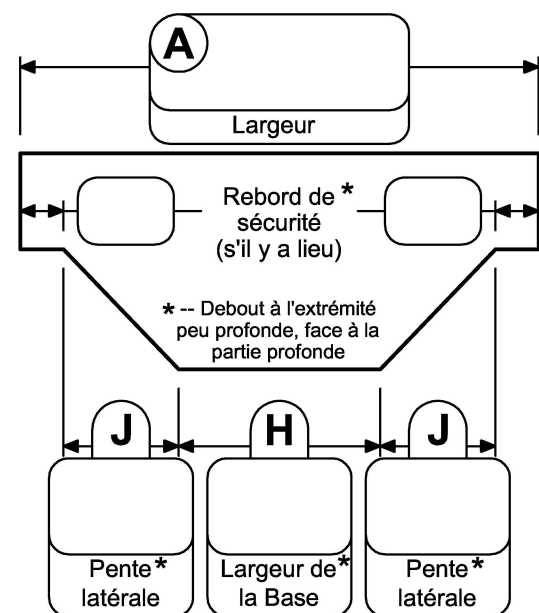 A
Largeur
Rebord de *
sécurité
(s'il y a lieu)
* -- Debout à l'extrémité
peu profonde, face à la
partie profonde
J H J
Pente*
latérale
Largeur de*
la Base
Pente*
latérale